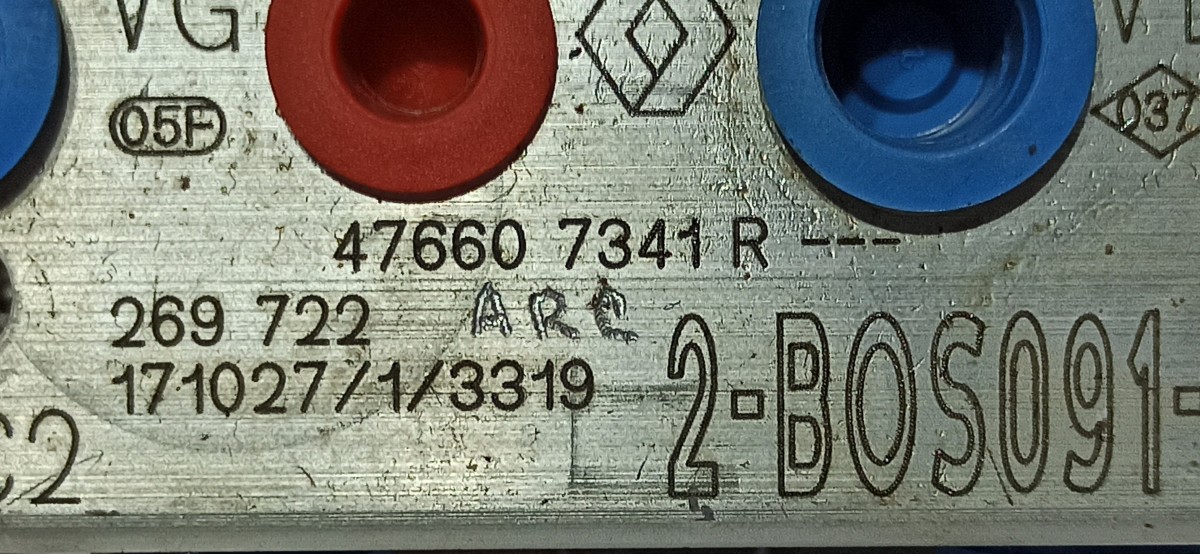 VG
05F
037
47660 7341 R ---
269 722 ARC
171027/1/3319
2-BOS091-
C2